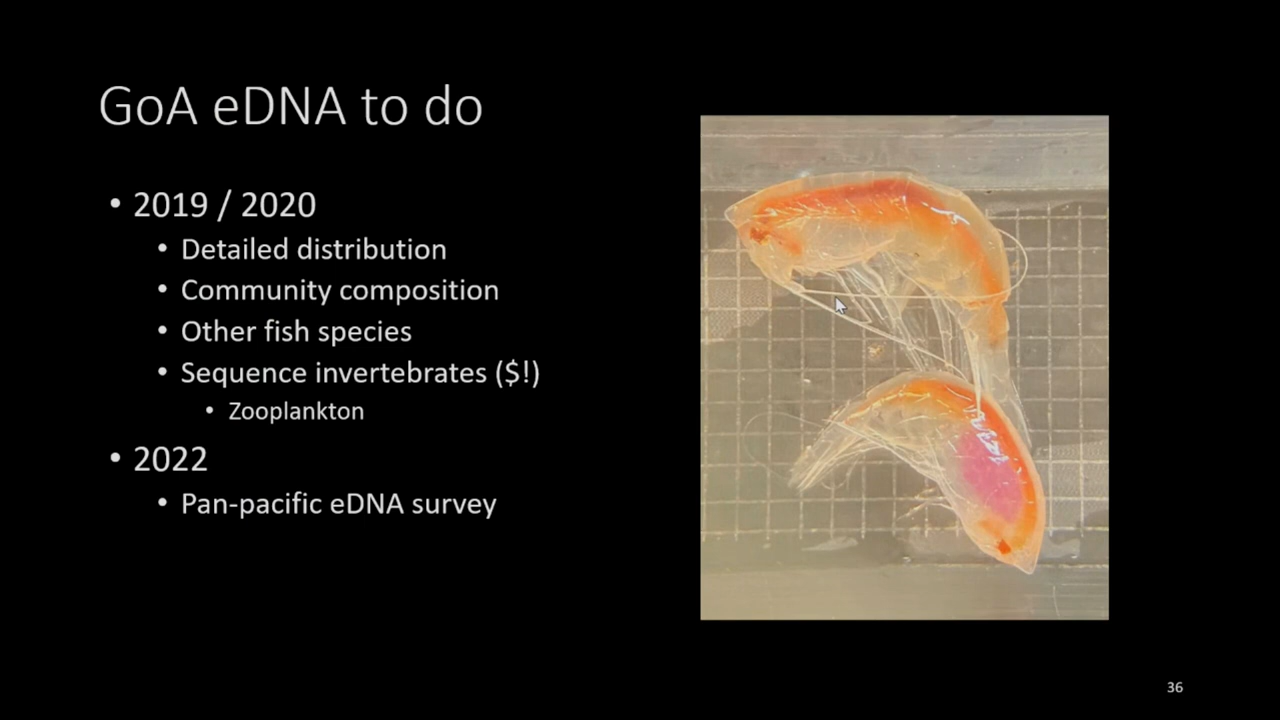 GoA eDNA to do
• 2019 / 2020
• Detailed distribution
• Community composition
• Other fish species
• Sequence invertebrates ($!)
• Zooplankton
• 2022
• Pan-pacific eDNA survey
36